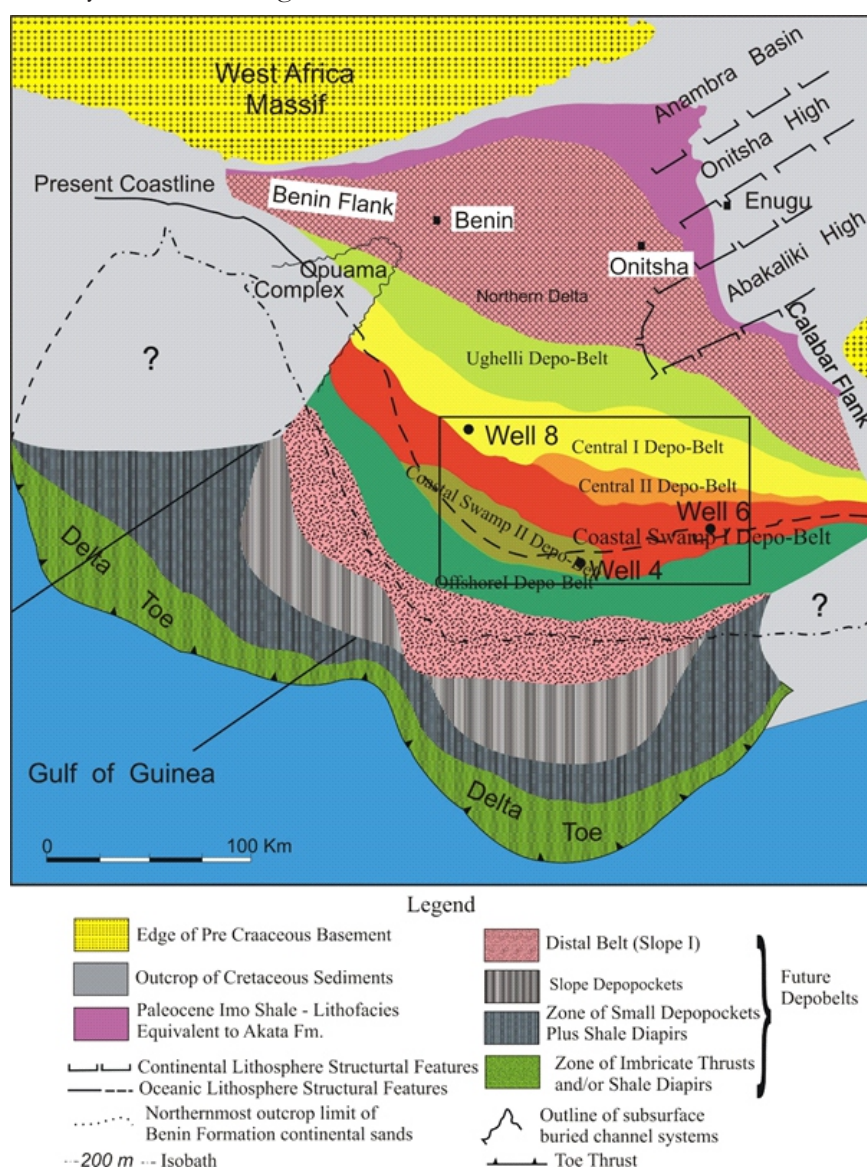 West Africa
Massif
Anambra Basin
Onitsha High
Present Coastline
Benin Flank
Benin
Enugu
Onitsha
Abakaliki High
Opuama
Complex
Northern Delta
Calabar Flank
?
Ughelli Depo-Belt
Well 8
Central I Depo-Belt
Central II Depo-Belt
Coastal Swamp II Depo-Belt
Well 6
Coastal Swamp I Depo-Belt
Well 4
OffshoreI Depo-Belt
?
Delta
Toe
Gulf of Guinea
Delta
Toe
0 100 Km
Legend
Edge of Pre Craaceous Basement
Outcrop of Cretaceous Sediments
Paleocene Imo Shale - Lithofacies
Equivalent to Akata Fm.
Continental Lithosphere Structurtal Features
Oceanic Lithosphere Structural Features
Northernmost outcrop limit of
Benin Formation continental sands
200 m Isobath
Distal Belt (Slope I)
Slope Depopockets
Zone of Small Depopockets
Plus Shale Diapirs
Zone of Imbricate Thrusts
and/or Shale Diapirs
Future
Depobelts
Outline of subsurface
buried channel systems
Toe Thrust